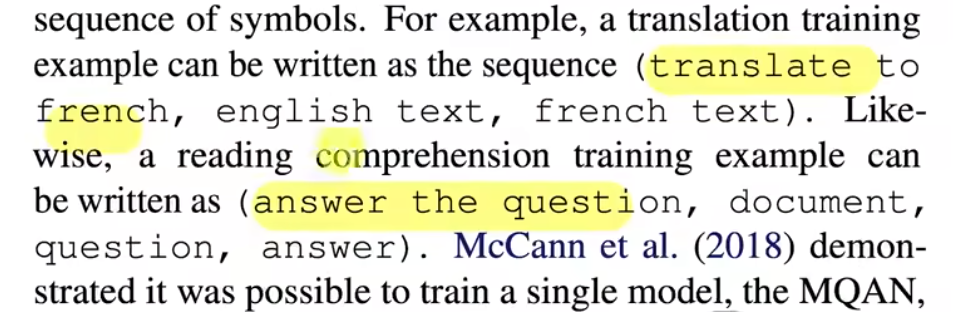 sequence of symbols. For example, a translation training
example can be written as the sequence (translate to
french, english text, french text). Like-
wise, a reading comprehension training example can
be written as (answer the question, document,
question, answer). McCann et al. (2018) demon-
strated it was possible to train a single model, the MQAN,